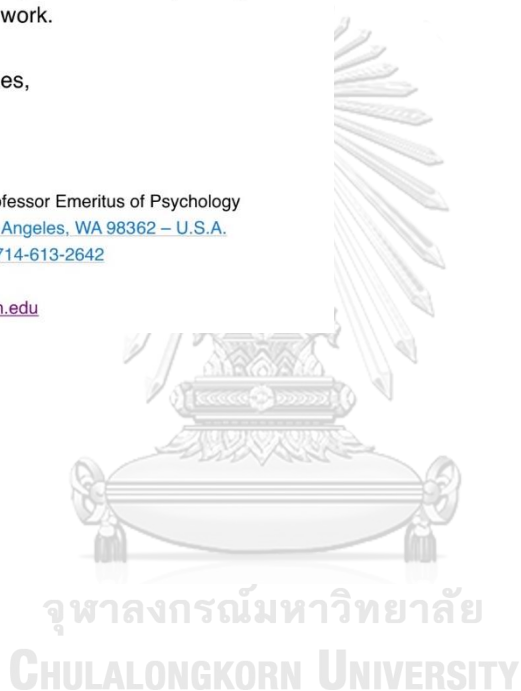 work.
es,
ofessor Emeritus of Psychology
Angeles, WA 98362 – U.S.A.
714-613-2642
n.edu
จุฬาลงกรณ์มหาวิทยาลัย
CHULALONGKORN UNIVERSITY